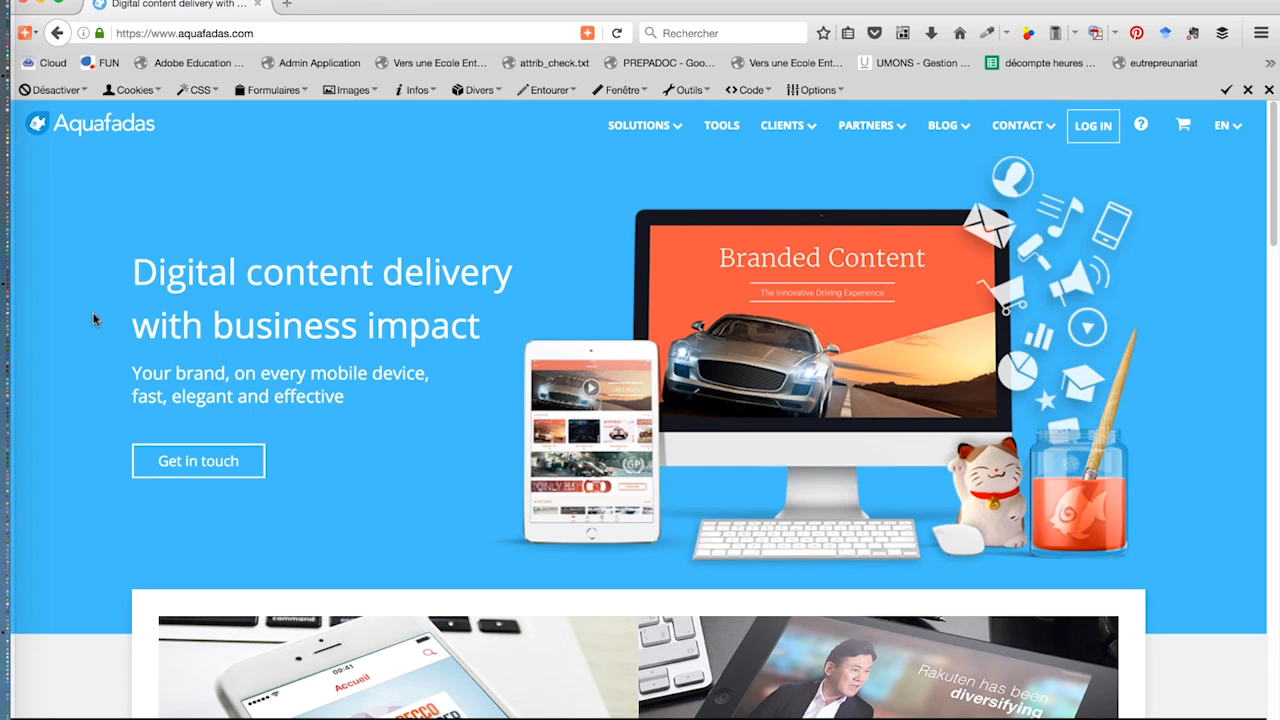 Digital content delivery with ...
https://www.aquafadas.com
Rechercher
Cloud
FUN
Adobe Education ...
Admin Application
Vers une Ecole Ent...
attrib_check.txt
PREPADOC - Goo...
Vers une Ecole Ent...
UMONS - Gestion ...
décompte heures ...
eutrepreunariat
Désactiver
Cookies
CSS
Formulaires
Images
Infos
Divers
Entourer
Fenêtre
Outils
Code
Options
Aquafadas
SOLUTIONS
TOOLS
CLIENTS
PARTNERS
BLOG
CONTACT
LOG IN
EN
Digital content delivery
with business impact
Your brand, on every mobile device,
fast, elegant and effective
Get in touch
Branded Content
The Innovative Driving Experience
GP
command
09:41
Accueil
Rakuten has been
diversifying